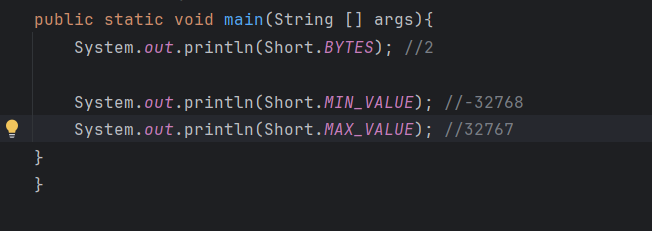 public static void main(String [] args){
System.out.println(Short.BYTES); //2
System.out.println(Short.MIN_VALUE); //-32768
System.out.println(Short.MAX_VALUE); //32767
}
}